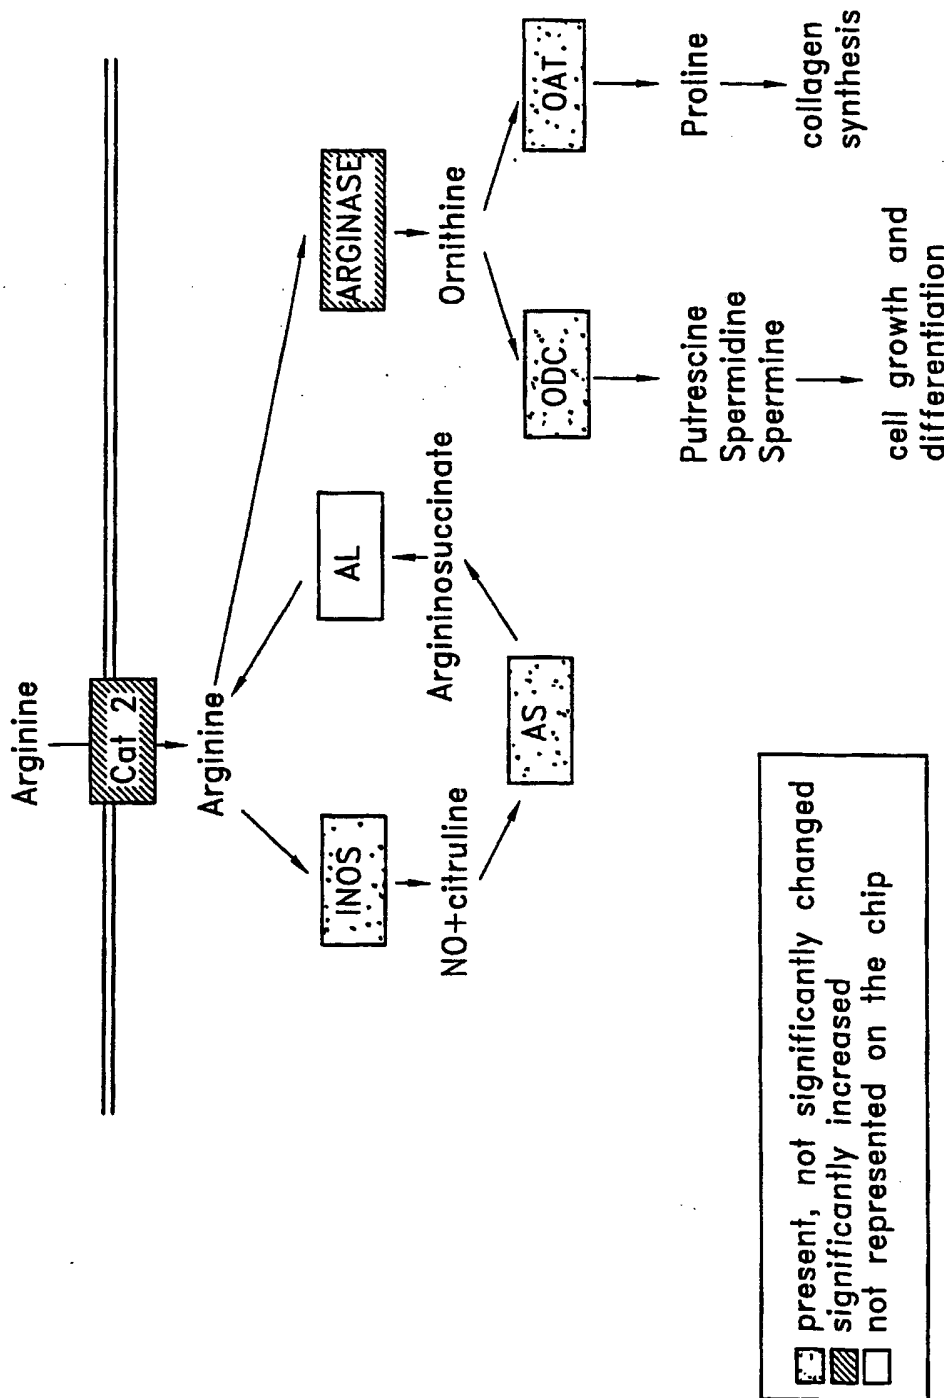 Arginine
Cat 2
Arginine
INOS
AL
ARGINASE
NO+citruline
Argininosuccinate
Ornithine
AS
ODC
OAT
Putrescine
Spermidine
Spermine
Proline
cell growth and
differentiation
collagen
synthesis
present, not significantly changed
significantly increased
not represented on the chip